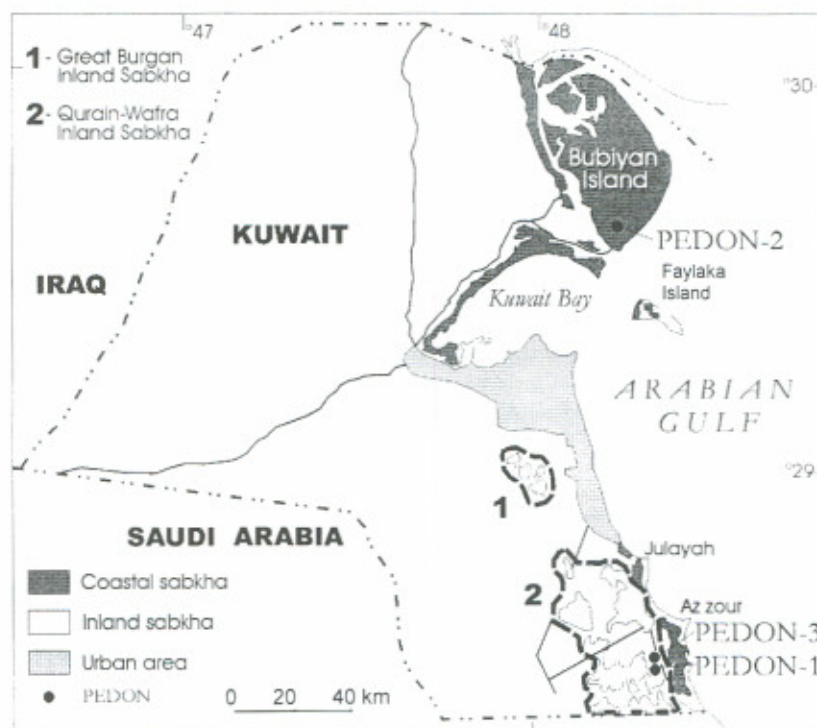 °47
°48
1 - Great Burgan
Inland Sabkha
2 - Qurain-Wafra
Inland Sabkha
°30
Bubiyan
Island
KUWAIT
PEDON-2
IRAQ
Faylaka
Island
Kuwait Bay
ARABIAN
GULF
°29
1
SAUDI ARABIA
Julayah
Coastal sabkha
2
Inland sabkha
Az zour
PEDON-3
Urban area
PEDON-1
PEDON
0 20 40 km